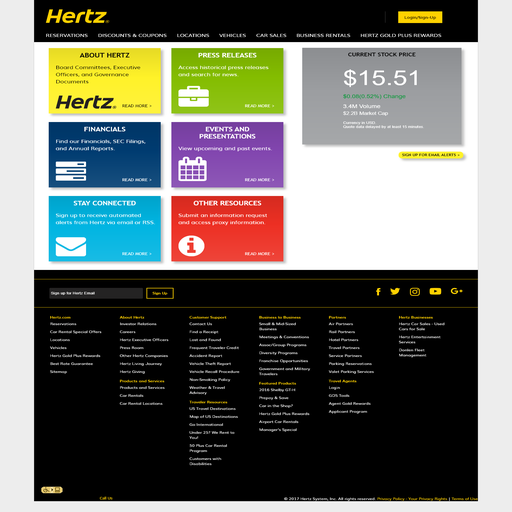 Hertz.
Login/Sign-Up
RESERVATIONS DISCOUNTS & COUPONS LOCATIONS VEHICLES CAR SALES BUSINESS RENTALS HERTZ GOLD PLUS REWARDS
ABOUT HERTZ
Board Committees, Executive
Officers, and Governance
Documents
Hertz.
READ MORE >
PRESS RELEASES
Access historical press releases
and search for news.
READ MORE >
CURRENT STOCK PRICE
$15.51
$0.08(0.52%) Change
3.4M Volume
$2.2B Market Cap
Currency in USD
Quote data delayed by at least 15 minutes
SIGN UP FOR EMAIL ALERTS >
FINANCIALS
Find our Financials, SEC Filings,
and Annual Reports.
READ MORE >
EVENTS AND
PRESENTATIONS
View upcoming and past events.
READ MORE >
STAY CONNECTED
Sign up to receive automated
alerts from Hertz via email or RSS.
READ MORE >
OTHER RESOURCES
Submit an information request
and access proxy information.
READ MORE >
Sign up for Hertz Email
Sign Up
Hertz.com
Reservations
Car Rental Special Offers
Locations
Vehicles
Hertz Gold Plus Rewards
Best Rate Guarantee
Sitemap
About Hertz
Investor Relations
Careers
Hertz Executive Officers
Press Room
Other Hertz Companies
Hertz Living Journey
Hertz Giving
Products and Services
Products and Services
Car Rentals
Car Rental Locations
Customer Support
Contact Us
Find a Receipt
Lost and Found
Frequent Traveler Credit
Accident Report
Vehicle Theft Report
Vehicle Recall Procedure
Non-Smoking Policy
Weather & Travel
Advisory
Traveler Resources
US Travel Destinations
Map of US Destinations
Go International
Under 25? We Rent to
You!
50 Plus Car Rental
Program
Customers with
Disabilities
Business to Business
Small & Mid-Sized
Business
Meetings & Conventions
Assoc/Group Programs
Diversity Programs
Franchise Opportunities
Government and Military
Travelers
Featured Products
2016 Shelby GT-H
Prepay & Save
Car in the Shop?
Hertz Gold Plus Rewards
Airport Car Rentals
Manager's Special
Partners
Air Partners
Rail Partners
Hotel Partners
Travel Partners
Service Partners
Parking Reservations
Valet Parking Services
Travel Agents
Login
GDS Tools
Agent Gold Rewards
Applicant Program
Hertz Businesses
Hertz Car Sales - Used
Cars for Sale
Hertz Entertainment
Services
Donlen Fleet
Management
Call Us
© 2017 Hertz System, Inc. All rights reserved. Privacy Policy - Your Privacy Rights | Terms of Use